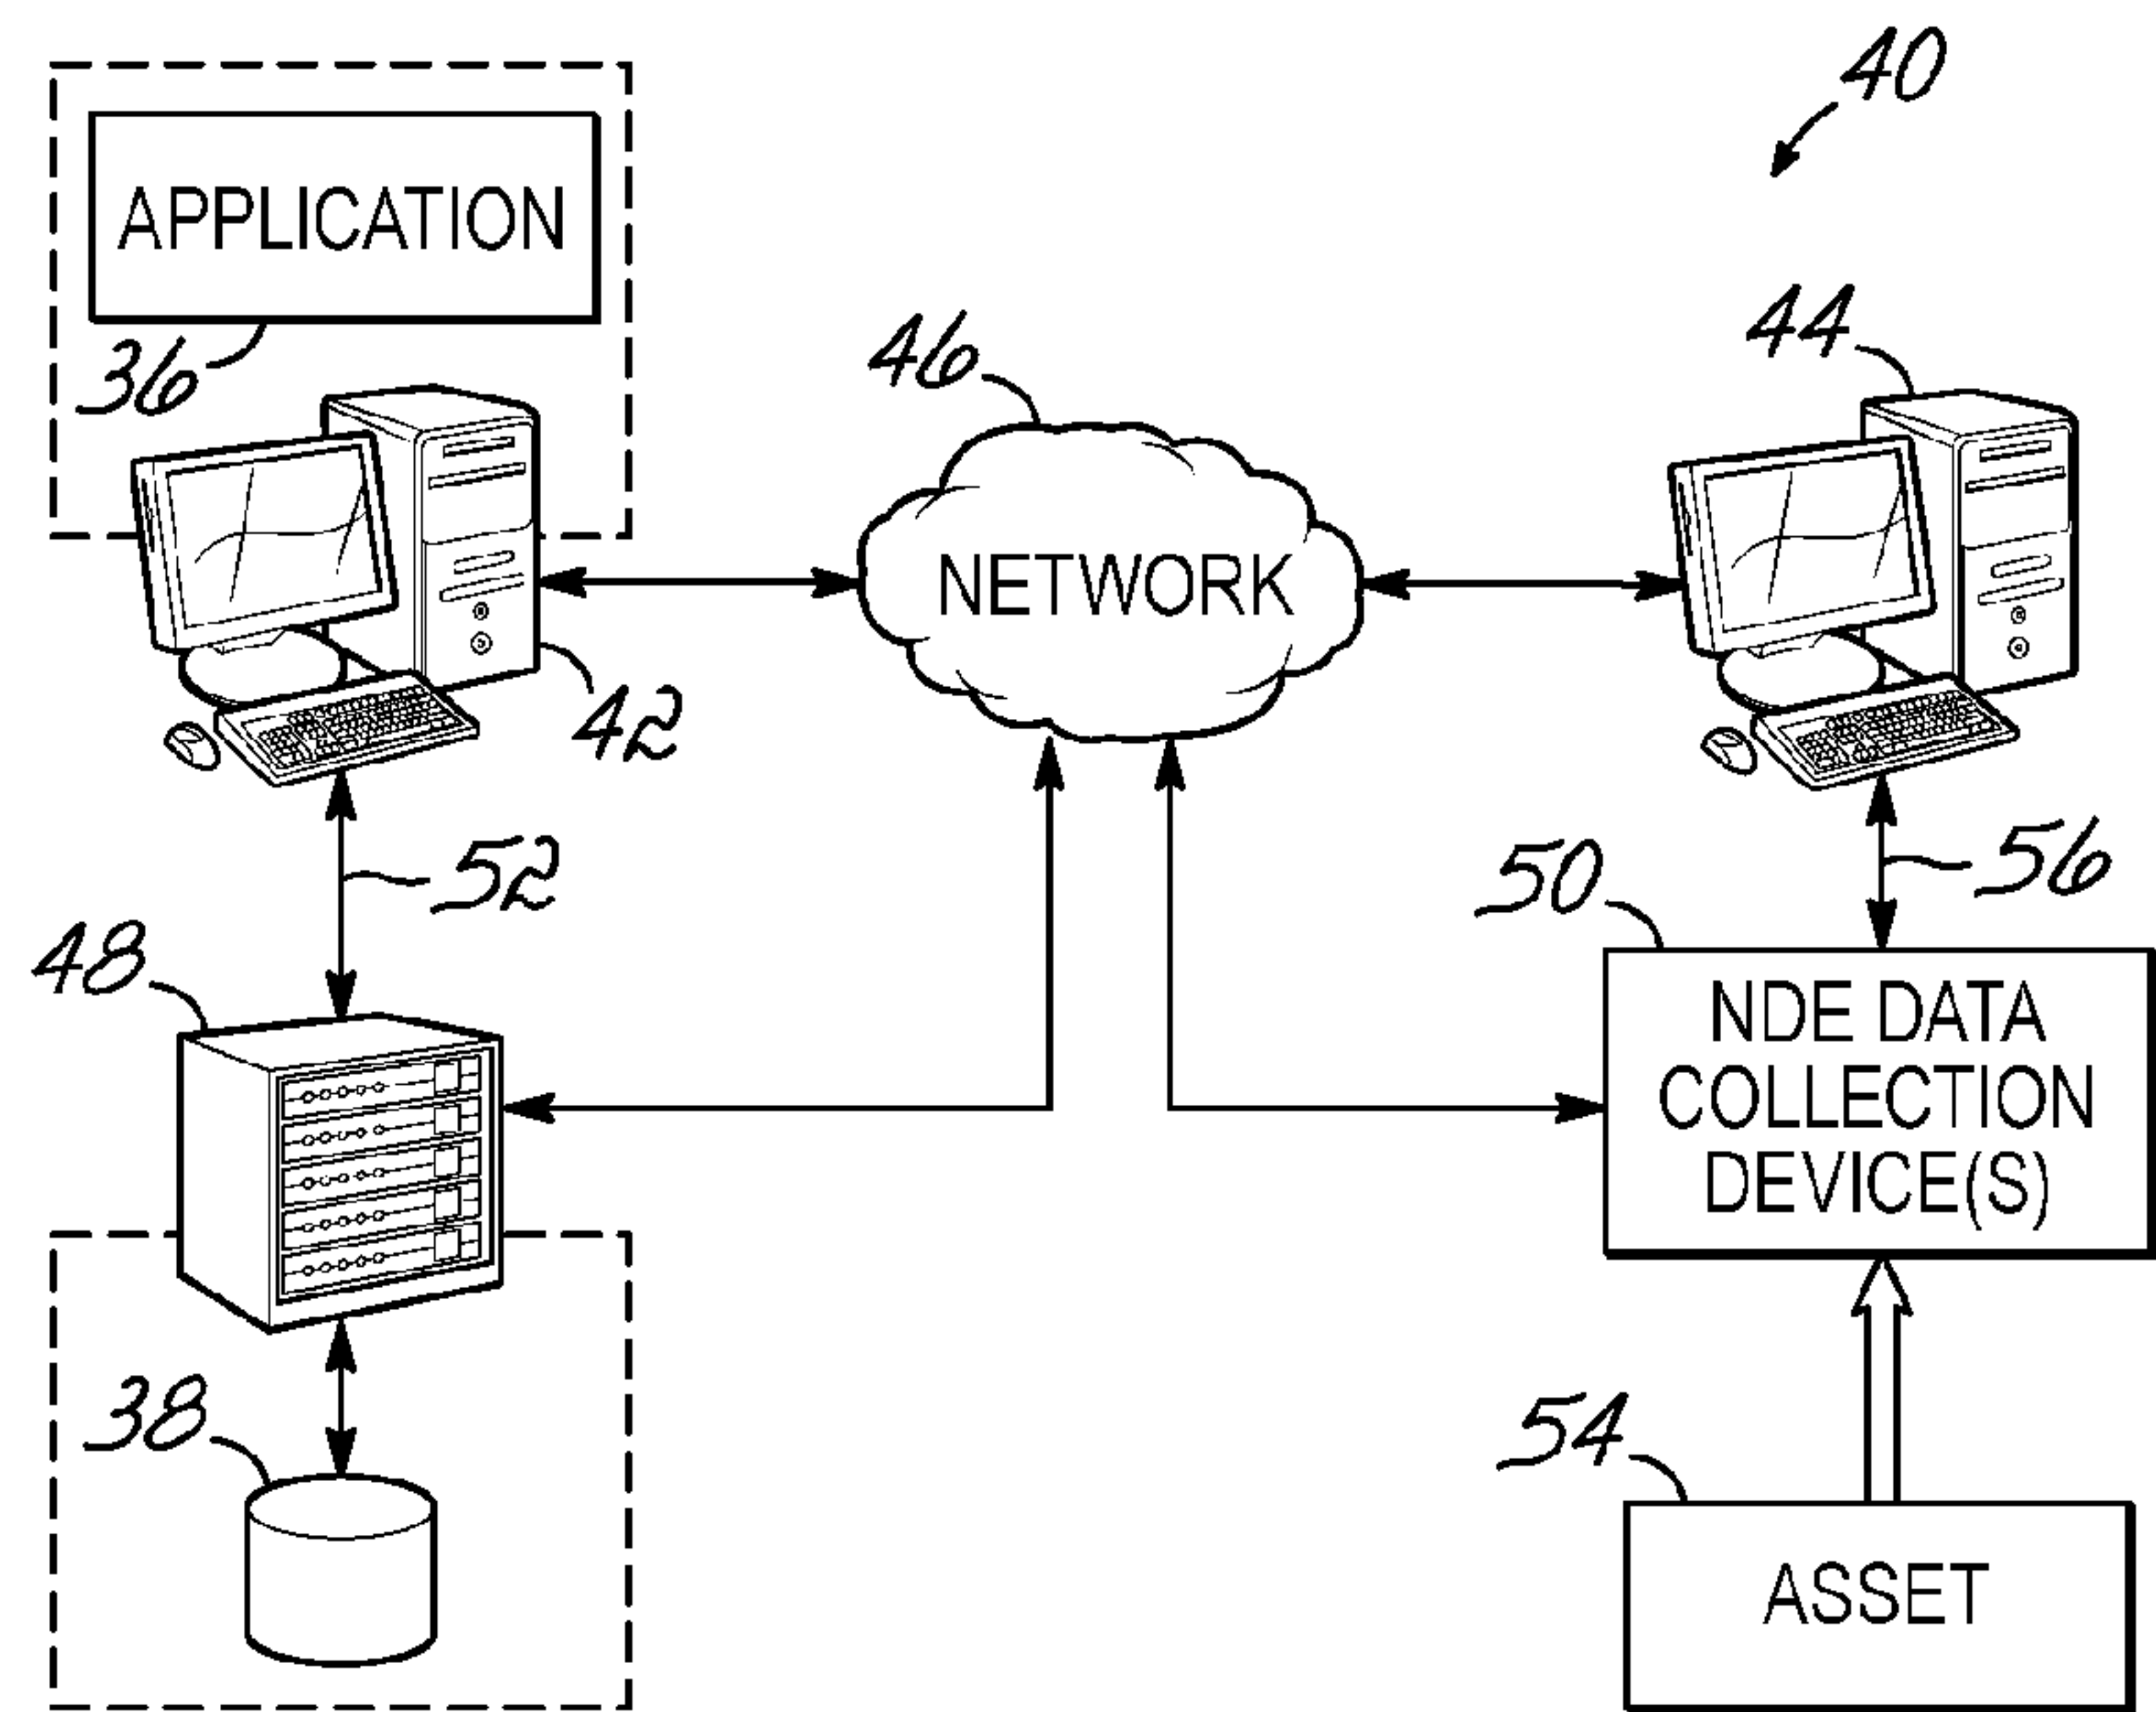 40
APPLICATION
36
46
44
NETWORK
42
52
56
50
48
NDE DATA
COLLECTION
DEVICE(S)
38
54
ASSET